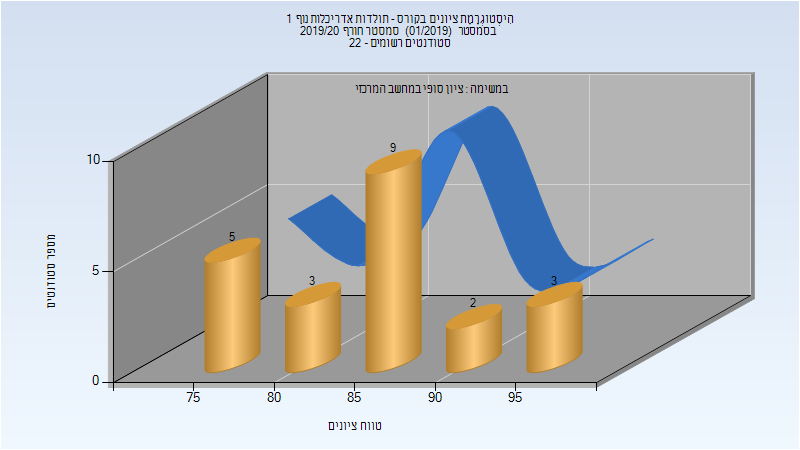 היסטוגרמת ציונים בקורס - תולדות אדריכלות נוף 1
בסמסטר (01/2019) סמסטר חורף 2019/20
סטודנטים רשומים - 22
במשימה : ציון סופי במחשב המרכזי
9
10
5
3
מספר סטודנטים
5
2
3
0
75
80
85
90
95
טווח ציונים